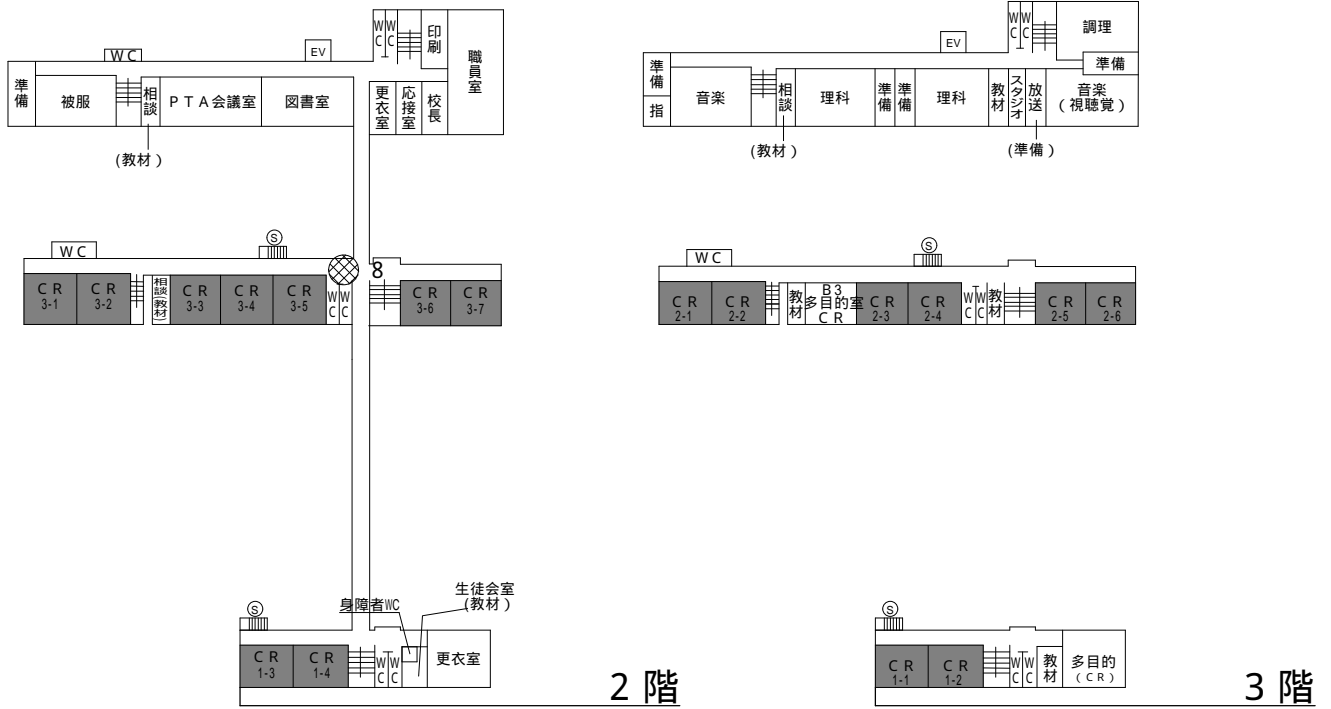 WC
WC
印刷
職員室
EV
WC
準備
被服
相談
PTA会議室
図書室
更衣室
応接室
校長
(教材)
S
WC
8
CR
3-1
CR
3-2
相談(教材)
CR
3-3
CR
3-4
CR
3-5
WC
WC
CR
3-6
CR
3-7
生徒会室
(教材)
身障者WC
S
CR
1-3
CR
1-4
WC
WC
更衣室
2階
WC
WC
調理
EV
準備
準備
指
音楽
相談
理科
準備
準備
理科
教材
スタジオ
放送
音楽
(視聴覚)
(教材)
(準備)
S
WC
CR
2-1
CR
2-2
教材
B3
多目的室
CR
CR
2-3
CR
2-4
WC
WC
教材
CR
2-5
CR
2-6
S
CR
1-1
CR
1-2
WC
WC
教材
多目的
(CR)
3階